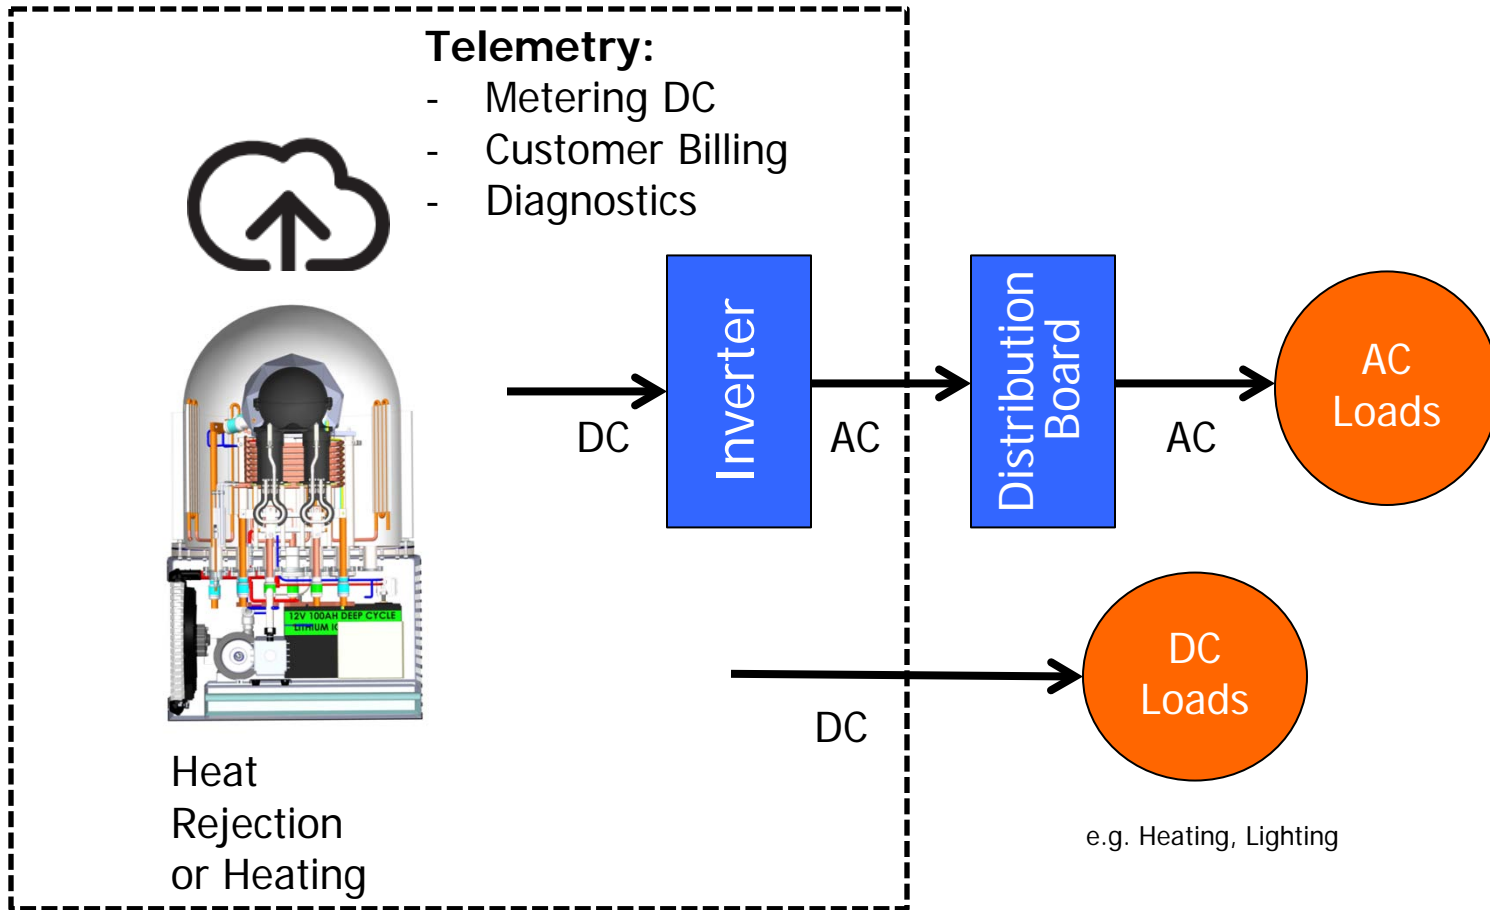 Telemetry:
- Metering DC
- Customer Billing
- Diagnostics
Inverter
Distribution
Board
AC
Loads
DC
AC
AC
12V 100AH DEEP CYCLE
LITHIUM
DC
Loads
DC
Heat
Rejection
or Heating
e.g. Heating, Lighting